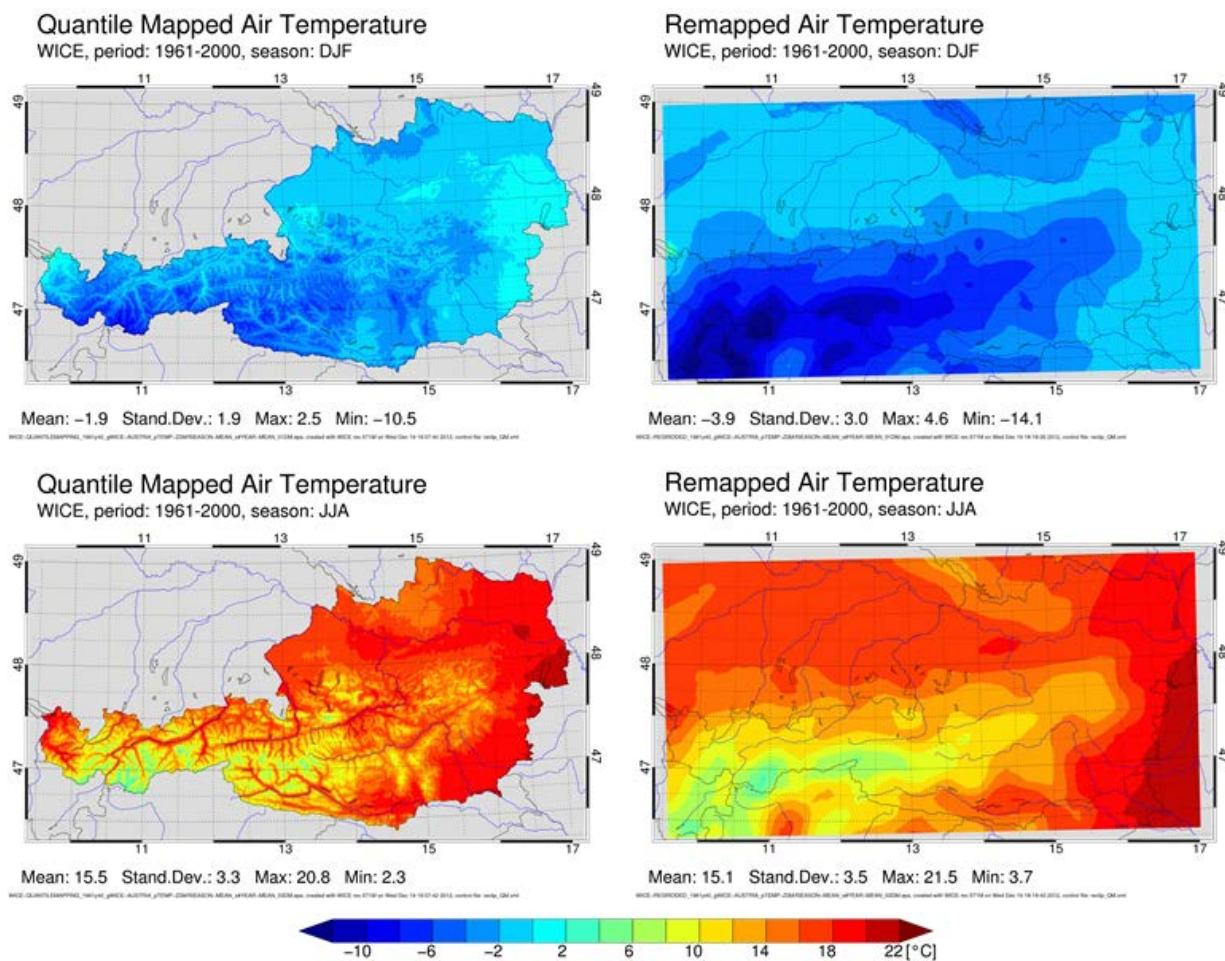 Quantile Mapped Air Temperature
WICE, period: 1961-2000, season: DJF
11 13 15 17
49 48 47
49 48 47
11 13 15 17
Mean: −1.9 Stand.Dev.: 1.9 Max: 2.5 Min: −10.5
Remapped Air Temperature
WICE, period: 1961-2000, season: DJF
11 13 15 17
49 48 47
49 48 47
11 13 15 17
Mean: −3.9 Stand.Dev.: 3.0 Max: 4.6 Min: −14.1
Quantile Mapped Air Temperature
WICE, period: 1961-2000, season: JJA
11 13 15 17
49 48 47
49 48 47
11 13 15 17
Mean: 15.5 Stand.Dev.: 3.3 Max: 20.8 Min: 2.3
Remapped Air Temperature
WICE, period: 1961-2000, season: JJA
11 13 15 17
49 48 47
49 48 47
11 13 15 17
Mean: 15.1 Stand.Dev.: 3.5 Max: 21.5 Min: 3.7
−10 −6 −2 2 6 10 14 18 22 [°C]